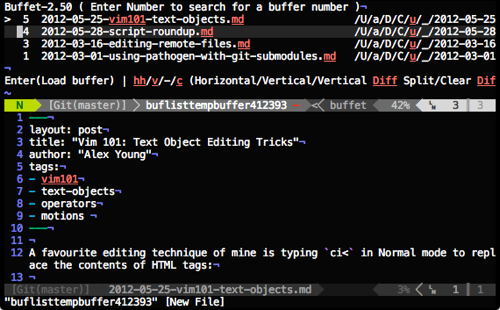 Buffet-2.50 ( Enter Number to search for a buffer number )¬
>  5  2012-05-25-vim101-text-objects.md /U/a/D/C/u/_/2012-05-25
4  2012-05-28-script-roundup.md /U/a/D/C/u/_/2012-05-28
3  2012-03-16-editing-remote-files.md /U/a/D/C/u/_/2012-03-16
1  2012-03-01-using-pathogen-with-git-submodules.md /U/a/D/C/u/_/2012-03-01
¬
Enter(Load buffer) | hh/v/-/c (Horizontal/Vertical/Vertical Diff Split/Clear Dif
~
N [Git(master)] buflisttempbuffer412393 < buffet 42% 3 3
1 ---¬
2 layout: post¬
3 title: "Vim 101: Text Object Editing Tricks"¬
4 author: "Alex Young"¬
5 tags:¬
6 - vim101¬
7 - text-objects¬
8 - operators¬
9 - motions ¬
10 ---¬
11 ¬
12 A favourite editing technique of mine is typing `ci<` in Normal mode to repl
ace the contents of HTML tags:¬
13 ¬
[Git(master)] 2012-05-25-vim101-text-objects.md 3% < 1 1
"buflisttempbuffer412393" [New File]